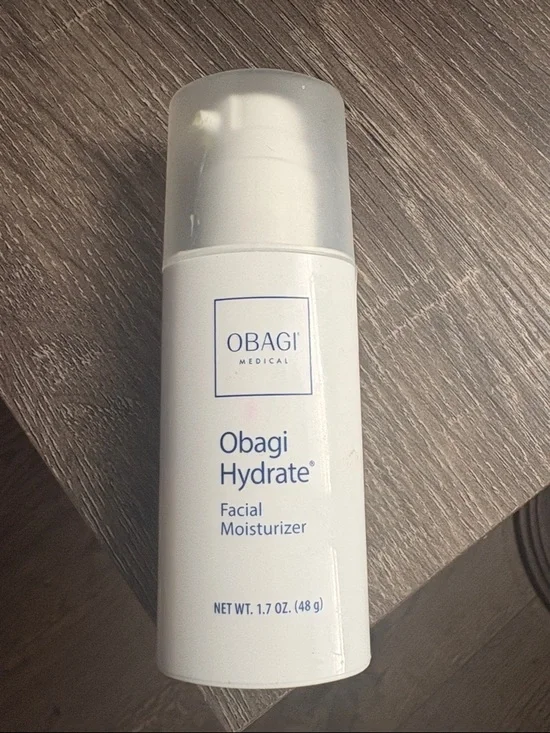 OBAGI
MEDICAL
Obagi
Hydrate®
Facial
Moisturizer
NET WT. 1.7 OZ. (48 g)